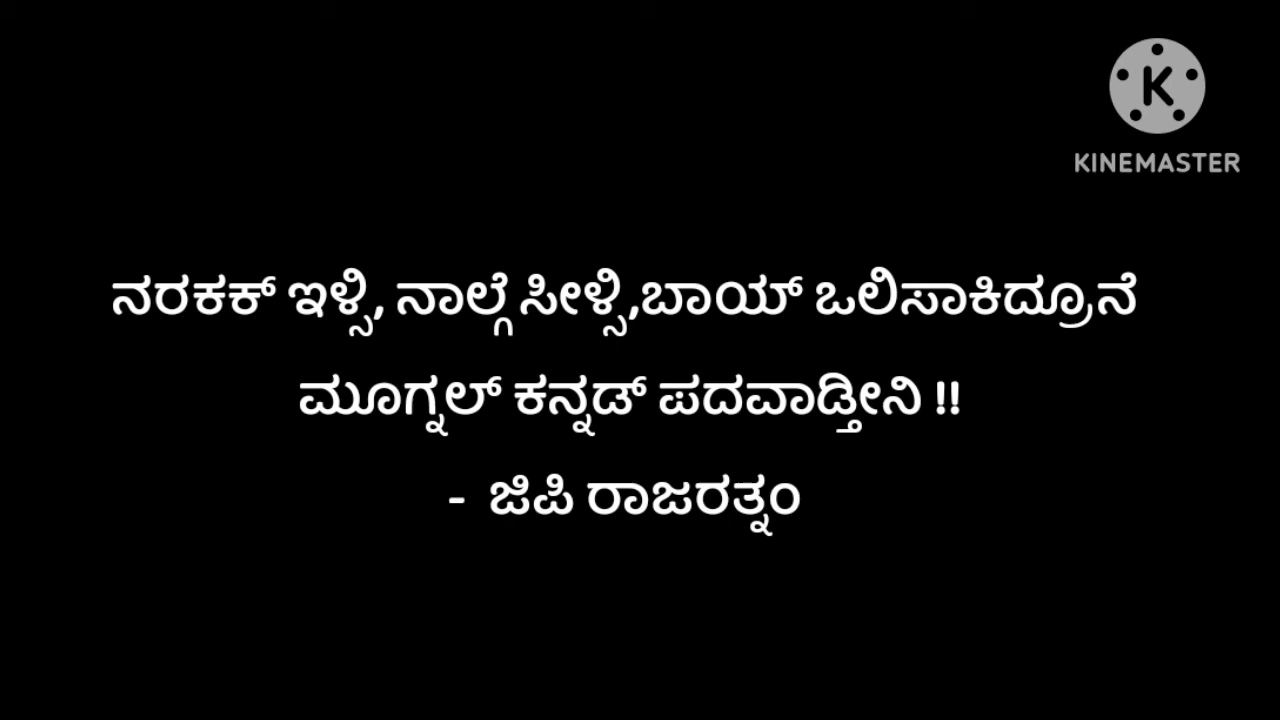 KINEMASTER
ನರಕಕ್ ಇಳ್ಸಿ, ನಾಲ್ಗೆ ಸೀಳ್ಸಿ,ಬಾಯ್ ಒಲಿಸಾಕಿದ್ರೂನೆ
ಮೂಗ್ನಲ್ ಕನ್ನಡ್ ಪದವಾಡ್ತೀನಿ !!
- ಜಿಪಿ ರಾಜರತ್ನಂ